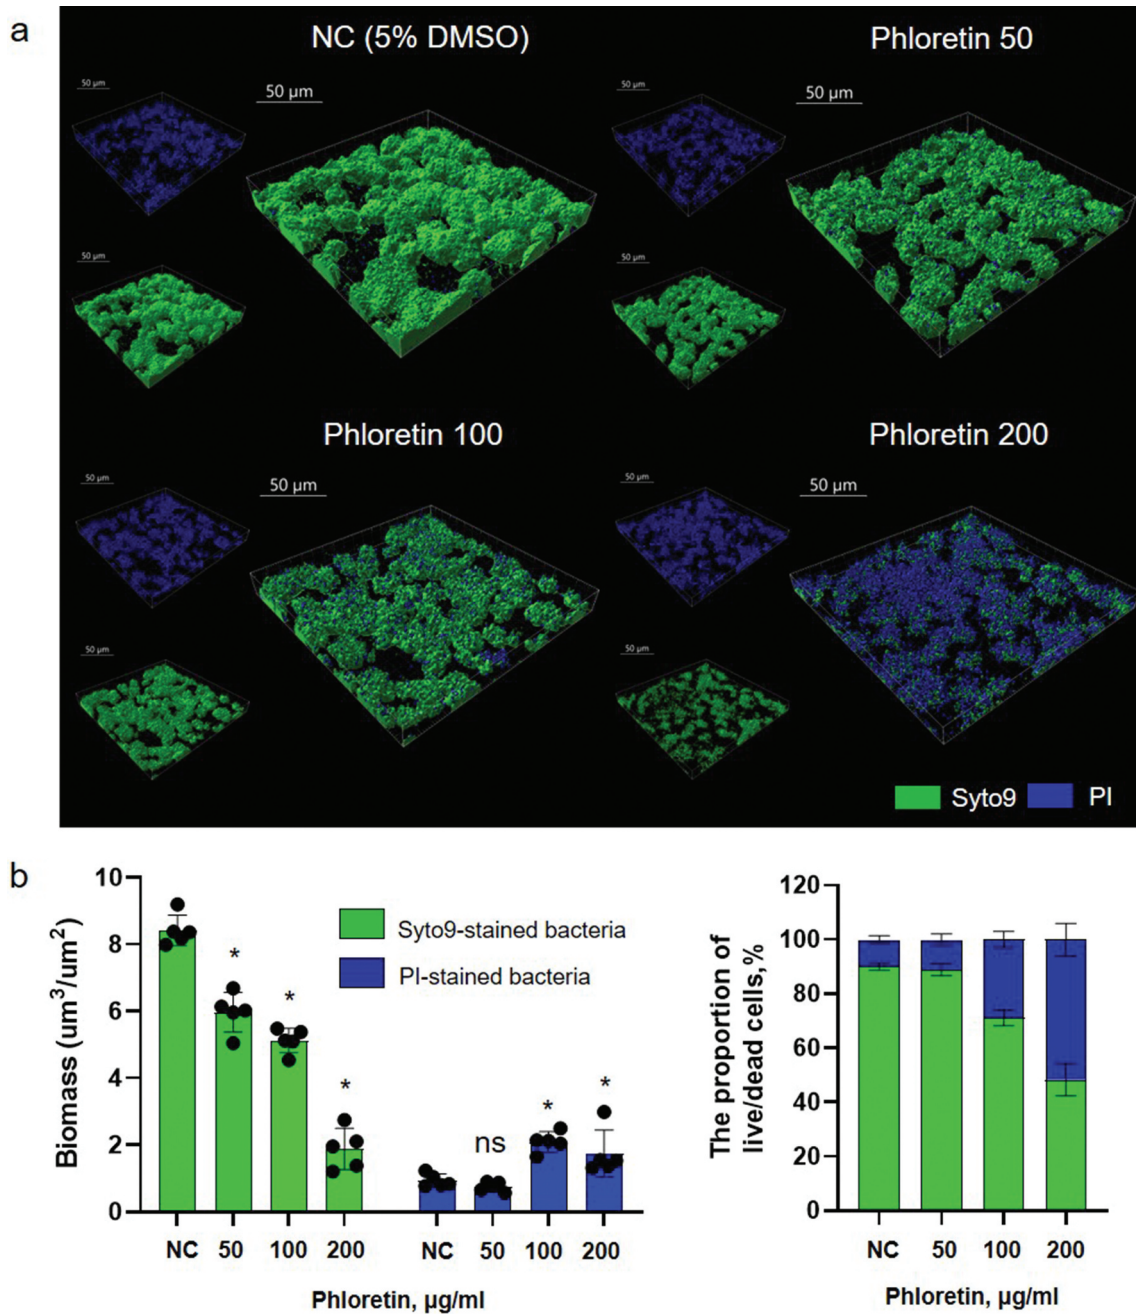 a
NC (5% DMSO)
Phloretin 50
50 µm
50 µm
50 µm
50 µm
50 µm
50 µm
Phloretin 100
Phloretin 200
50 µm
50 µm
50 µm
50 µm
50 µm
50 µm
Syto9
PI
b
Biomass (um³/um²)
10
8
6
4
2
0
Syto9-stained bacteria
PI-stained bacteria
*
*
*
ns
*
*
NC
50
100
200
NC
50
100
200
Phloretin, µg/ml
The proportion of
live/dead cells,%
120
100
80
60
40
20
0
NC
50
100
200
Phloretin, µg/ml